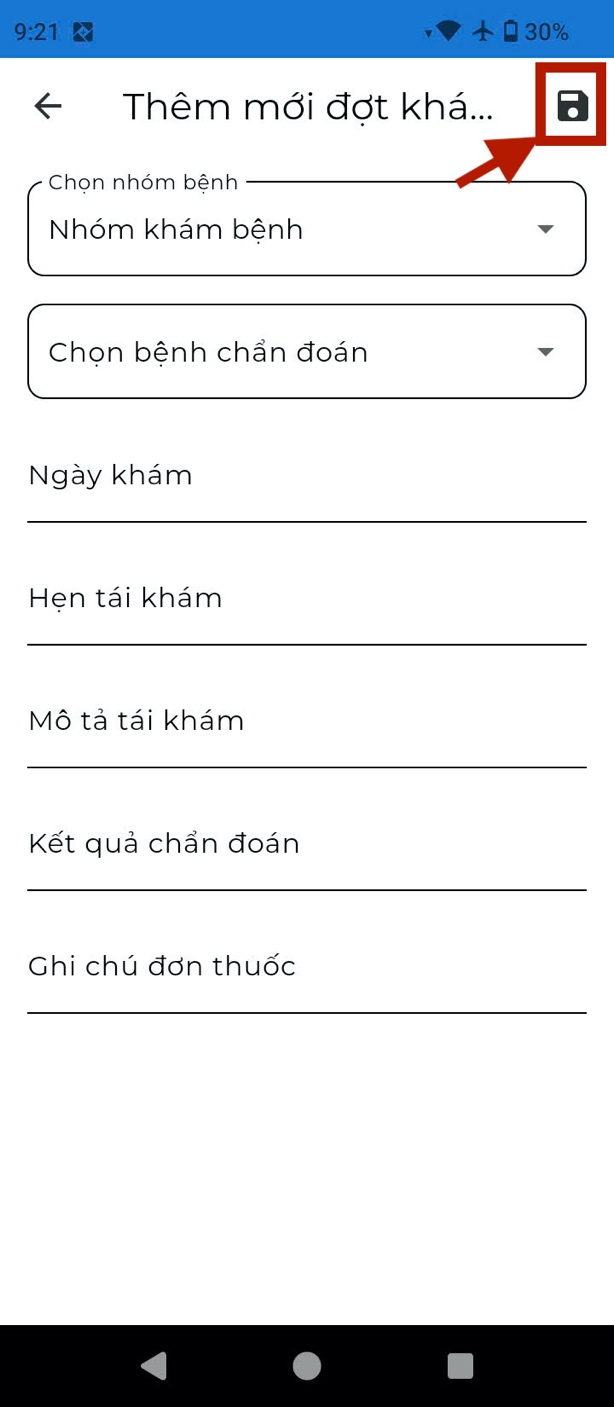 9:21 30%
Thêm mới đợt khá...
Chọn nhóm bệnh
Nhóm khám bệnh
Chọn bệnh chẩn đoán
Ngày khám
Hẹn tái khám
Mô tả tái khám
Kết quả chẩn đoán
Ghi chú đơn thuốc